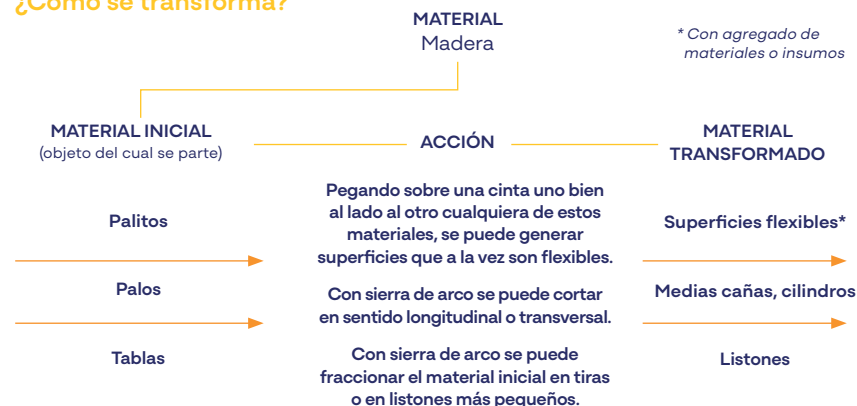 ¿Cómo se transforma?
MATERIAL
Madera
* Con agregado de
materiales o insumos
MATERIAL INICIAL
(objeto del cual se parte)
ACCIÓN
MATERIAL
TRANSFORMADO
Palitos
Pegando sobre una cinta uno bien
al lado al otro cualquiera de estos
materiales, se puede generar
superficies que a la vez son flexibles.
Superficies flexibles*
Palos
Con sierra de arco se puede cortar
en sentido longitudinal o transversal.
Medias cañas, cilindros
Tablas
Con sierra de arco se puede
fraccionar el material inicial en tiras
o en listones más pequeños.
Listones